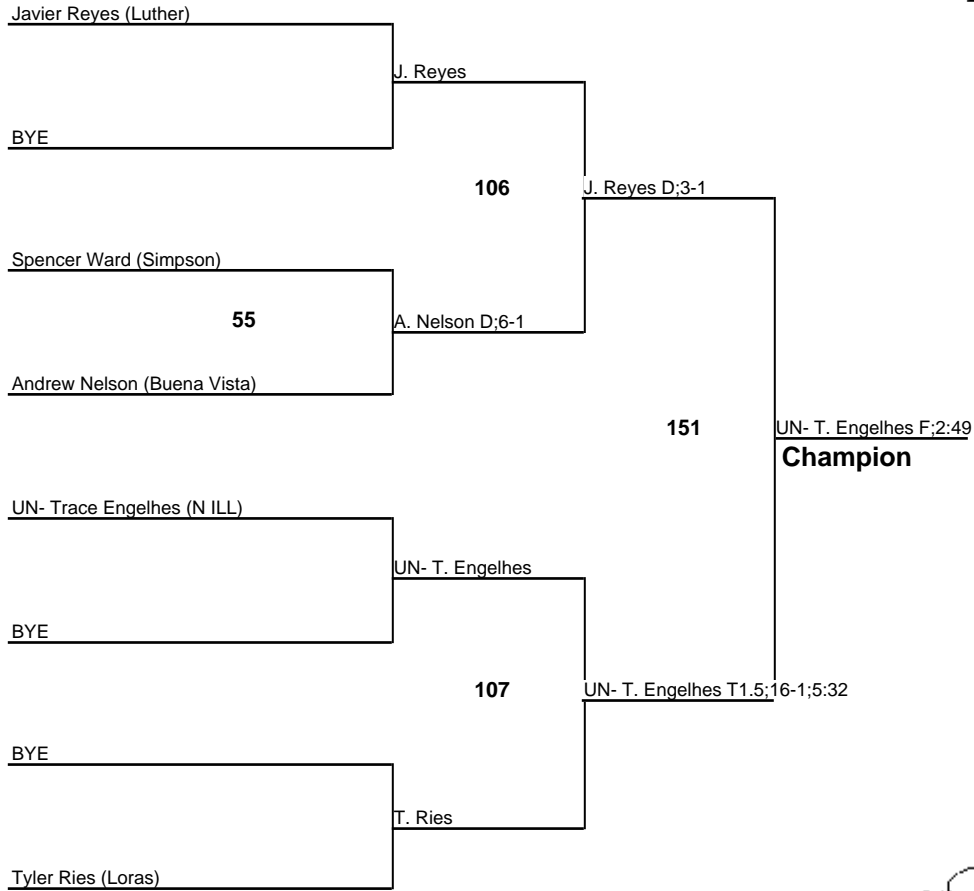 Javier Reyes (Luther)
J. Reyes
BYE
106
J. Reyes D;3-1
Spencer Ward (Simpson)
55
A. Nelson D;6-1
Andrew Nelson (Buena Vista)
151
UN- T. Engelhes F;2:49
Champion
UN- Trace Engelhes (N ILL)
UN- T. Engelhes
BYE
107
UN- T. Engelhes T1.5;16-1;5:32
BYE
T. Ries
Tyler Ries (Loras)